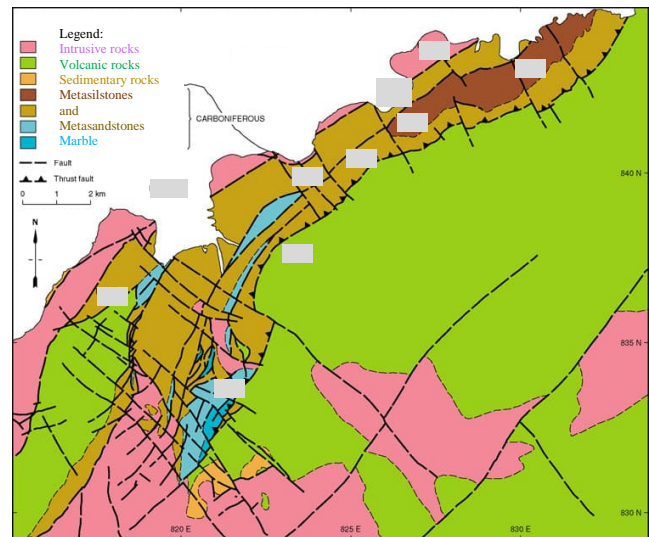 Legend:
Intrusive rocks
Volcanic rocks
Sedimentary rocks
Metasilstones
and
Metasandstones
Marble
CARBONIFEROUS
Fault
Thrust fault
0 1 2 km
N
840 N
835 N
830 N
820 E 825 E 830 E